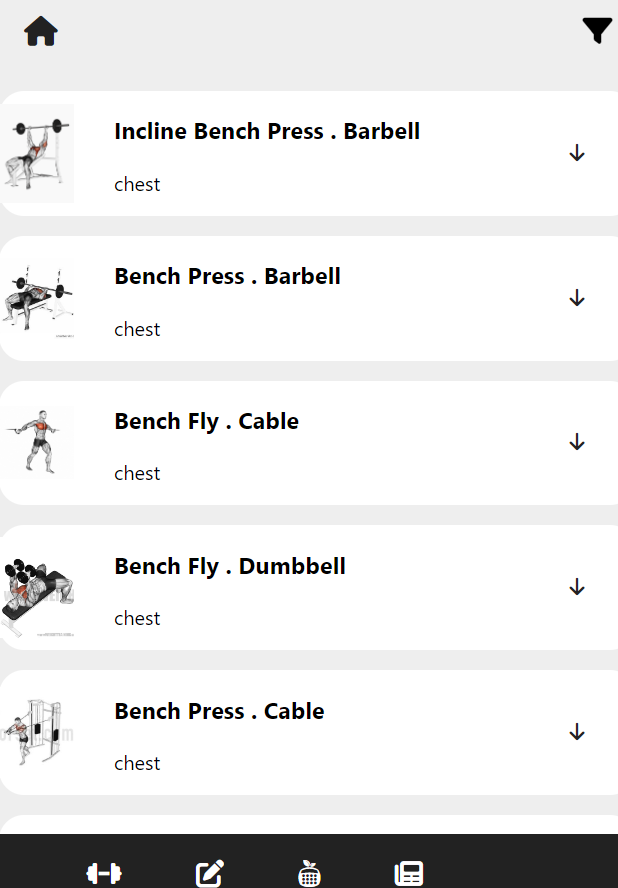 Incline Bench Press . Barbell
chest
Bench Press . Barbell
chest
Bench Fly . Cable
chest
Bench Fly . Dumbbell
chest
Bench Press . Cable
chest